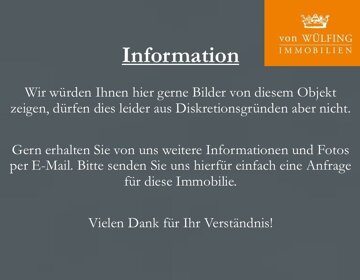 von WÜLFING
IMMOBILIEN
Information
Wir würden Ihnen hier gerne Bilder von diesem Objekt
zeigen, dürfen dies leider aus Diskretionsgründen aber nicht.
Gern erhalten Sie von uns weitere Informationen und Fotos
per E-Mail. Bitte senden Sie uns hierfür einfach eine Anfrage
für diese Immobilie.
Vielen Dank für Ihr Verständnis!